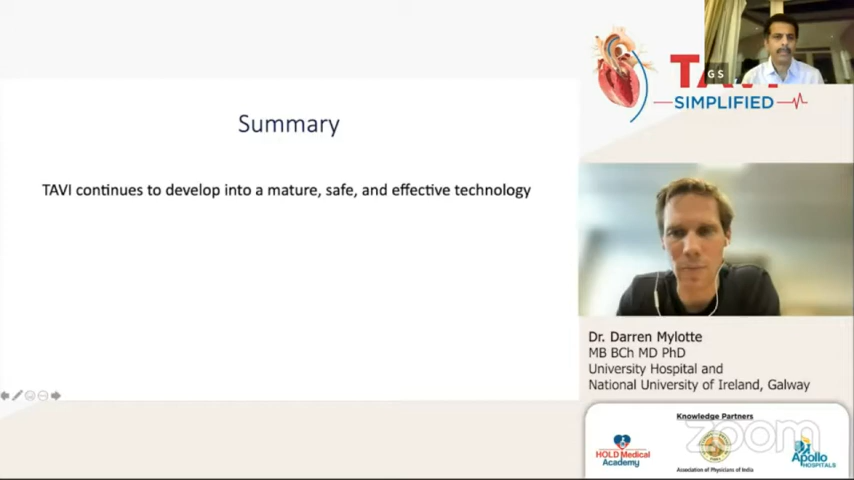 Summary
TAVI continues to develop into a mature, safe, and effective technology
G S
SIMPLIFIED
Dr. Darren Mylotte
MB BCh MD PhD
University Hospital and
National University of Ireland, Galway
Knowledge Partners
HOLD Medical
Academy
Association of Physicians of India
Apollo
HOSPITALS
zoom